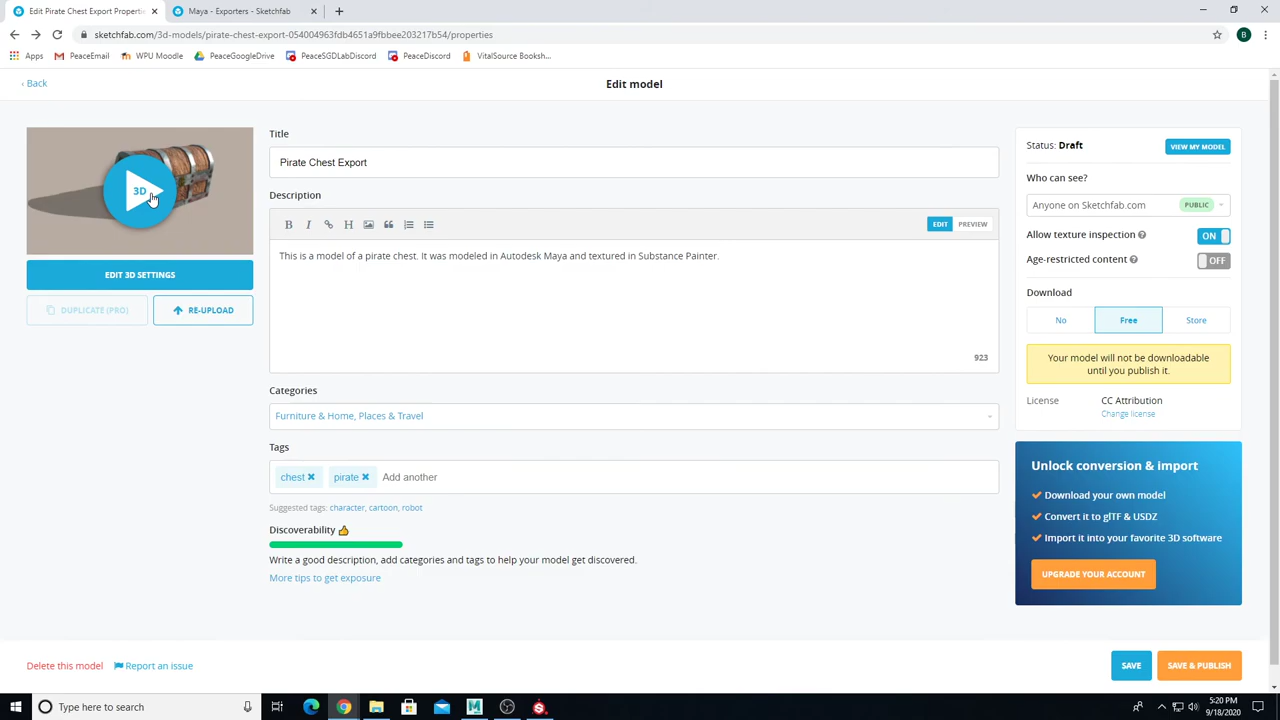 Edit Pirate Chest Export Properties
Maya - Exporters - Sketchfab
sketchfab.com/3d-models/pirate-chest-export-054004963fdb4651a9fbbee203217b54/properties
B
Apps
PeaceEmail
WPU Moodle
PeaceGoogleDrive
PeaceSGDLabDiscord
PeaceDiscord
VitalSource Booksh...
‹ Back
Edit model
3D
EDIT 3D SETTINGS
DUPLICATE (PRO)
RE-UPLOAD
Title
Pirate Chest Export
Description
B I H
EDIT
PREVIEW
This is a model of a pirate chest. It was modeled in Autodesk Maya and textured in Substance Painter.
923
Categories
Furniture & Home, Places & Travel
Tags
chest
pirate
Add another
Suggested tags: character, cartoon, robot
Discoverability
Write a good description, add categories and tags to help your model get discovered.
More tips to get exposure
Status: Draft
VIEW MY MODEL
Who can see?
Anyone on Sketchfab.com
PUBLIC
Allow texture inspection
ON
Age-restricted content
OFF
Download
No
Free
Store
Your model will not be downloadable
until you publish it.
License
CC Attribution
Change license
Unlock conversion & import
Download your own model
Convert it to glTF & USDZ
Import it into your favorite 3D software
UPGRADE YOUR ACCOUNT
Delete this model
Report an issue
SAVE
SAVE & PUBLISH
Type here to search
5:20 PM
9/18/2020